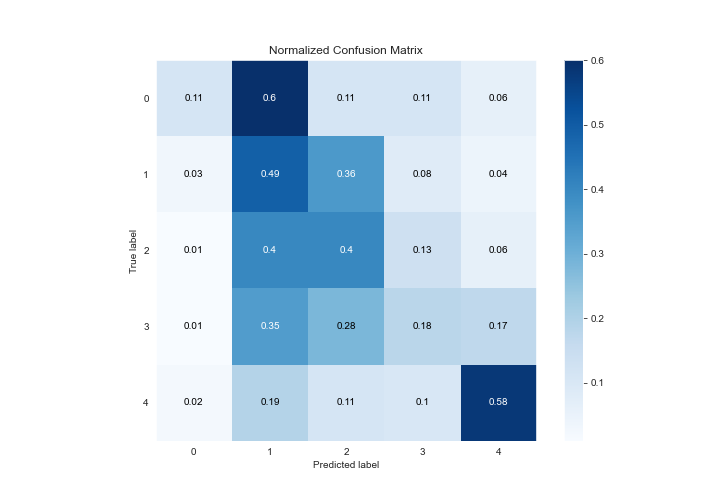 Normalized Confusion Matrix
0 0.11 0.6 0.11 0.11 0.06
1 0.03 0.49 0.36 0.08 0.04
2 0.01 0.4 0.4 0.13 0.06
3 0.01 0.35 0.28 0.18 0.17
4 0.02 0.19 0.11 0.1 0.58
0 1 2 3 4
Predicted label
True label
0.6
0.5
0.4
0.3
0.2
0.1